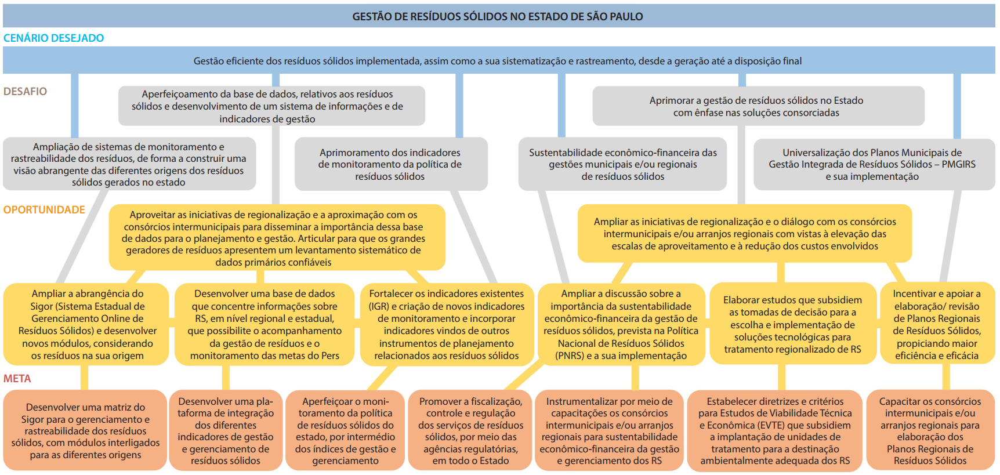 GESTÃO DE RESÍDUOS SÓLIDOS NO ESTADO DE SÃO PAULO
CENÁRIO DESEJADO
Gestão eficiente dos resíduos sólidos implementada, assim como a sua sistematização e rastreamento, desde a geração até a disposição final
DESAFIO
Aperfeiçoamento da base de dados, relativos aos resíduos
sólidos e desenvolvimento de um sistema de informações e de
indicadores de gestão
Aprimorar a gestão de resíduos sólidos no Estado
com ênfase nas soluções consorciadas
Ampliação de sistemas de monitoramento e
rastreabilidade dos resíduos, de forma a construir uma
visão abrangente das diferentes origens dos resíduos
sólidos gerados no estado
Aprimoramento dos indicadores
de monitoramento da política de
resíduos sólidos
Sustentabilidade econômico-financeira das
gestões municipais e/ou regionais
de resíduos sólidos
Universalização dos Planos Municipais de
Gestão Integrada de Resíduos Sólidos – PMGIRS
e sua implementação
OPORTUNIDADE
Aproveitar as iniciativas de regionalização e a aproximação com os
consórcios intermunicipais para disseminar a importância dessa base
de dados para o planejamento e gestão. Articular para que os grandes
geradores de resíduos apresentem um levantamento sistemático de
dados primários confiáveis
Ampliar as iniciativas de regionalização e o diálogo com os consórcios
intermunicipais e/ou arranjos regionais com vistas à elevação das
escalas de aproveitamento e à redução dos custos envolvidos
Ampliar a abrangência do
Sigor (Sistema Estadual de
Gerenciamento Online de
Resíduos Sólidos) e desenvolver
novos módulos, considerando
os resíduos na sua origem
Desenvolver uma base de dados
que concentre informações sobre
RS, em nível regional e estadual,
que possibilite o acompanhamento
da gestão de resíduos e o
monitoramento das metas do Pers
Fortalecer os indicadores existentes
(IGR) e criação de novos indicadores
de monitoramento e incorporar
indicadores vindos de outros
instrumentos de planejamento
relacionados aos resíduos sólidos
Ampliar a discussão sobre a
importância da sustentabilidade
econômico-financeira da gestão de
resíduos sólidos, prevista na Política
Nacional de Resíduos Sólidos
(PNRS) e a sua implementação
Elaborar estudos que subsidiem
as tomadas de decisão para a
escolha e implementação de
soluções tecnológicas para
tratamento regionalizado de RS
Incentivar e apoiar a
elaboração/ revisão
de Planos Regionais
de Resíduos Sólidos,
propiciando maior
eficiência e eficácia
META
Desenvolver uma matriz do
Sigor para o gerenciamento e
rastreabilidade dos resíduos
sólidos, com módulos interligados
para as diferentes origens
Desenvolver uma pla-
taforma de integração
dos diferentes
indicadores de gestão
e gerenciamento de
resíduos sólidos
Aperfeiçoar o moni-
toramento da política
de resíduos sólidos do
estado, por intermédio
dos índices de gestão e
gerenciamento
Promover a fiscalização,
controle e regulação
dos serviços de resíduos
sólidos, por meio das
agências regulatórias,
em todo o Estado
Instrumentalizar por meio de
capacitações os consórcios
intermunicipais e/ou arranjos
regionais para sustentabilidade
econômico-financeira da gestão
e gerenciamento dos RS
Estabelecer diretrizes e critérios
para Estudos de Viabilidade Técnica
e Econômica (EVTE) que subsidiem
a implantação de unidades de
tratamento para a destinação
ambientalmente adequada dos RS
Capacitar os consórcios
intermunicipais e/ou
arranjos regionais para
elaboração dos
Planos Regionais de
Resíduos Sólidos